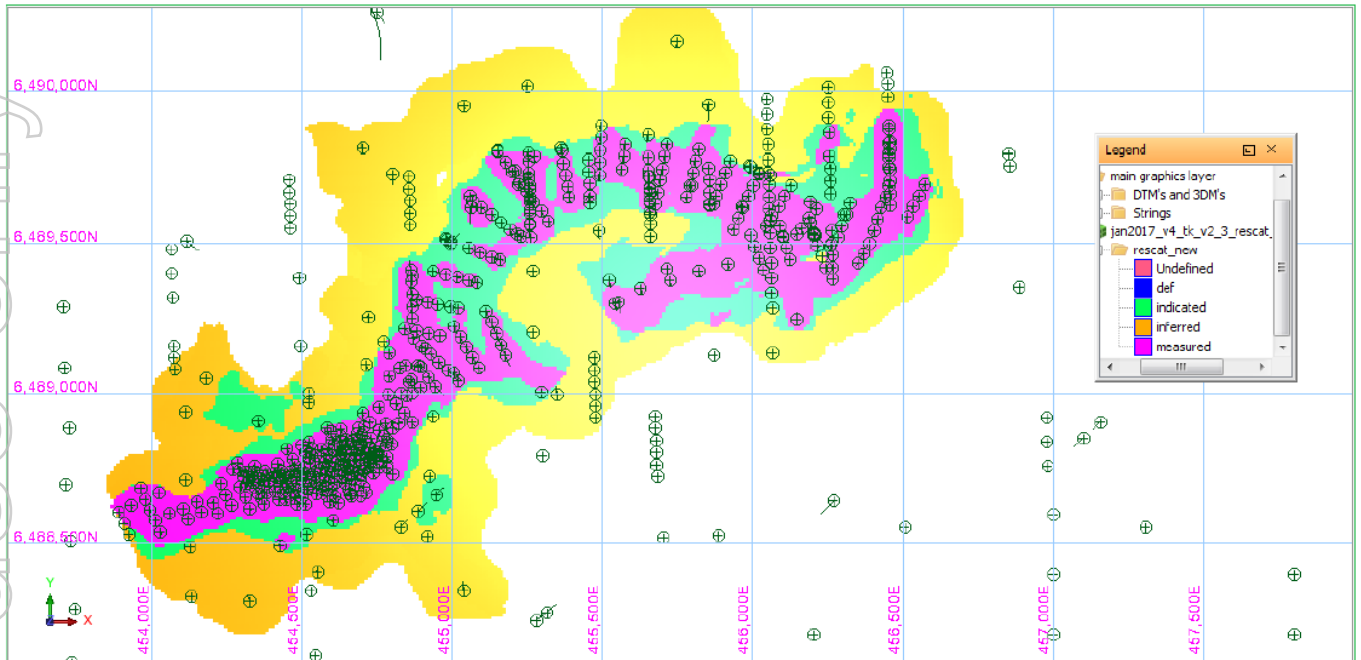 6,490,000N
6,489,500N
6,489,000N
6,488,500N
454,000E
454,500E
455,000E
455,500E
456,000E
456,500E
457,000E
457,500E
Y
X
Legend
main graphics layer
DTM's and 3DM's
Strings
jan2017_v4_tk_v2_3_rescat_
rescat_new
Undefined
def
indicated
inferred
measured